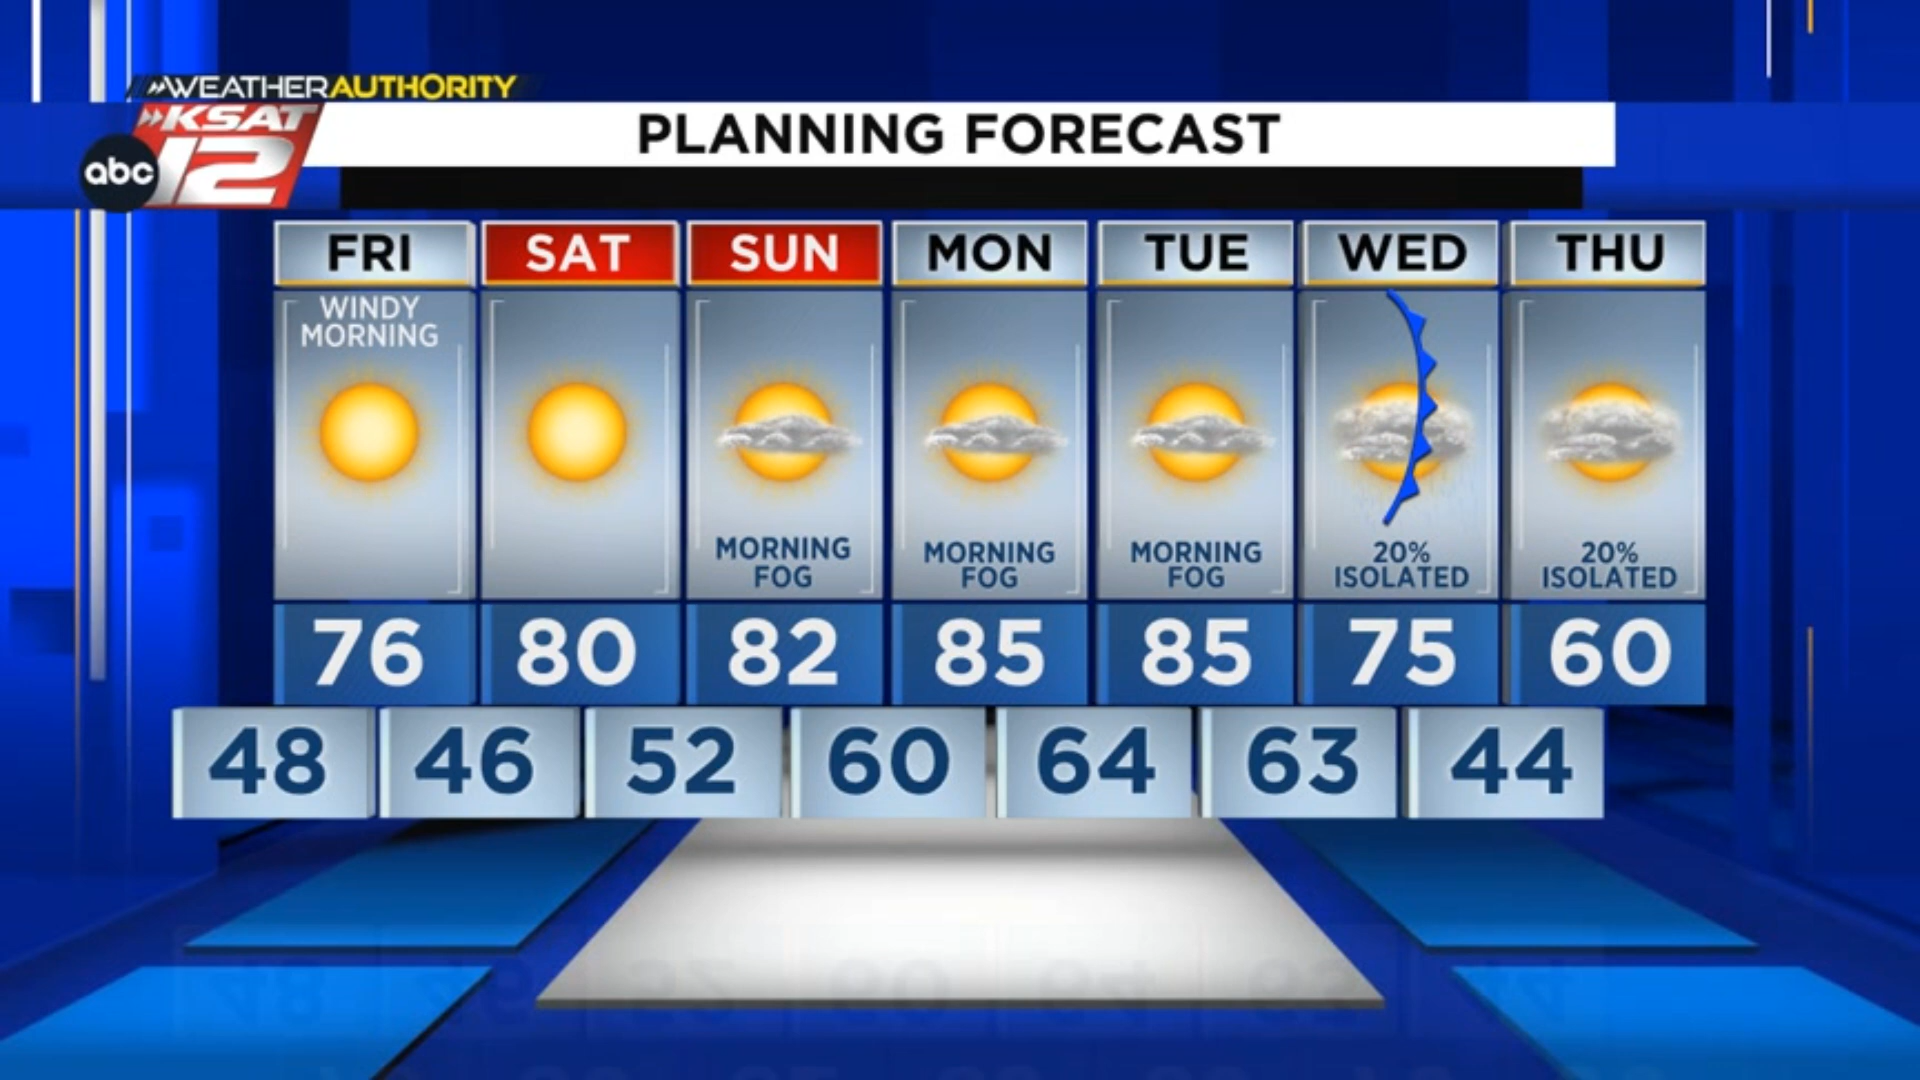 WEATHERAUTHORITY
KSAT
abc
12
PLANNING FORECAST
FRI SAT SUN MON TUE WED THU
WINDY
MORNING
MORNING
FOG
MORNING
FOG
MORNING
FOG
20%
ISOLATED
20%
ISOLATED
76 80 82 85 85 75 60
48 46 52 60 64 63 44